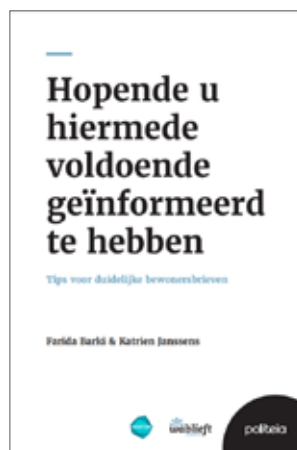 Hopende u
hiermede
voldoende
geïnformeerd
te hebben
Tips voor duidelijke bewonersbrieven
Farida Barki & Katrien Janssens
wablieft
politeia